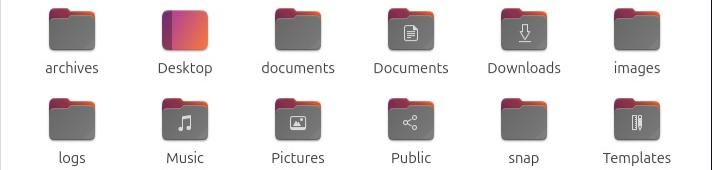 archives Desktop documents Documents Downloads images
logs Music Pictures Public snap Templates